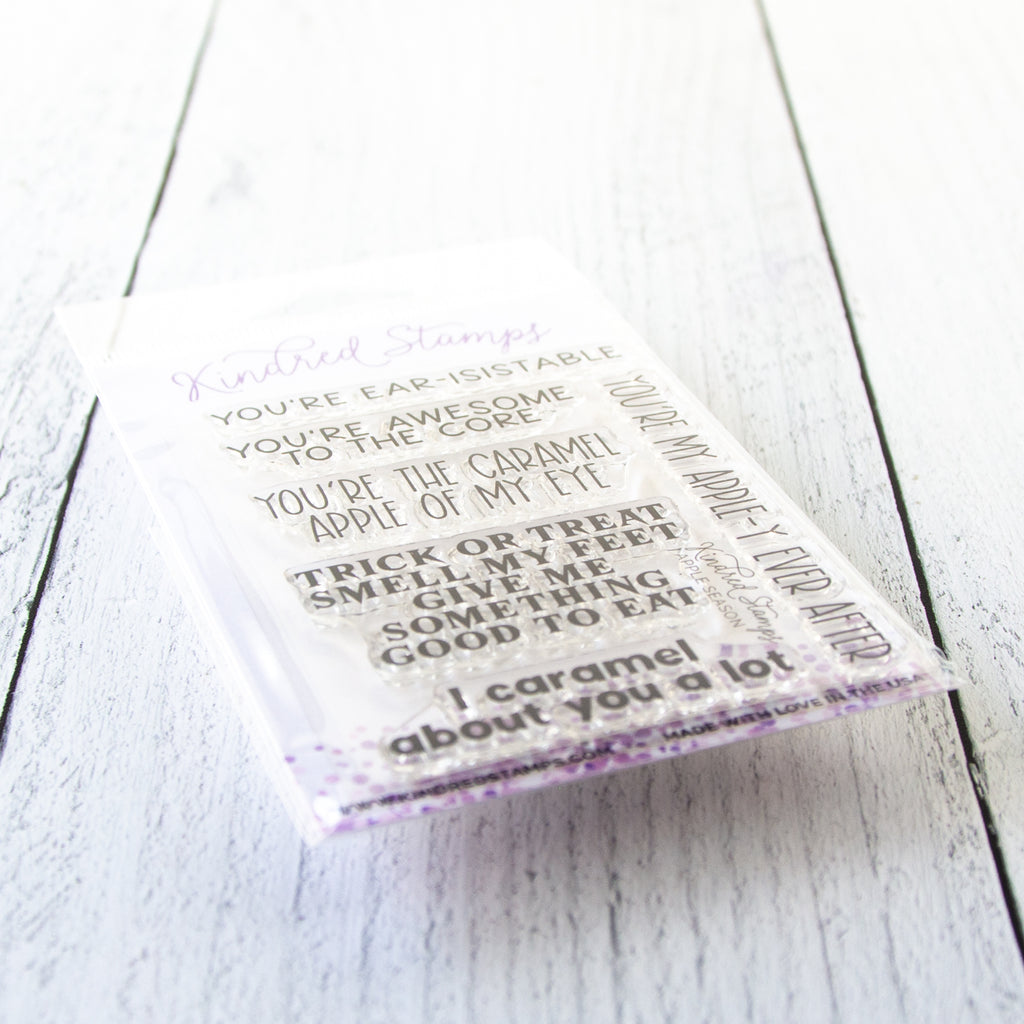 Kindred Stamps
YOU'RE EAR-ISISTABLE
YOU'RE AWESOME
TO THE CORE
YOU'RE THE CARAMEL
APPLE OF MY EYE
TRICK OR TREAT
SMELL MY FEET
GIVE ME
SOMETHING
GOOD TO EAT
I caramel
about you a lot
YOU'RE MY APPLE-Y EVER AFTER
Kindred Stamps
APPLE SEASON
WWW.KINDREDSTAMPS.COM
MADE WITH LOVE IN THE USA